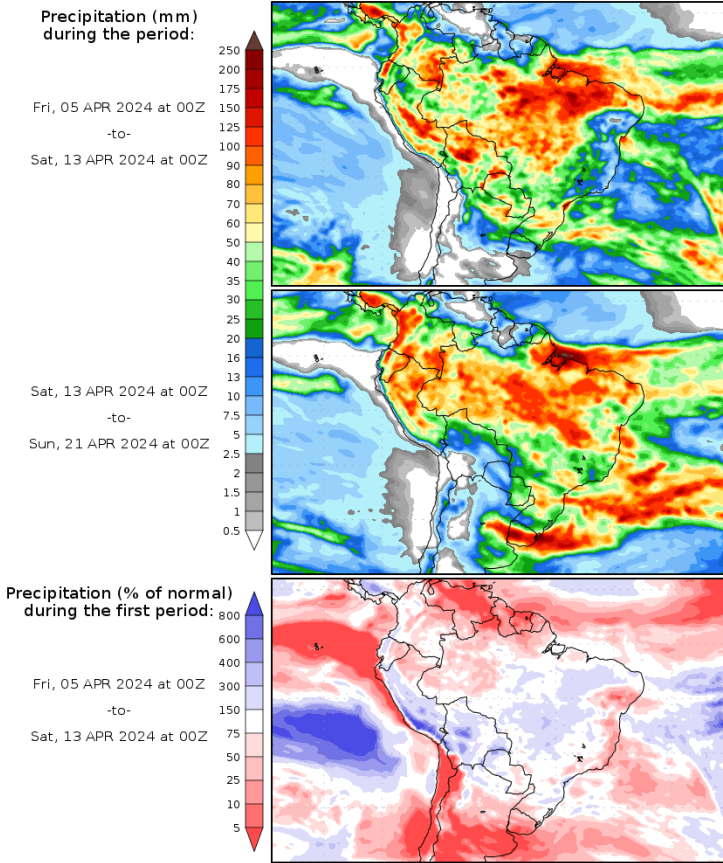 Precipitation (mm)
during the period:
Fri, 05 APR 2024 at 00Z
-to-
Sat, 13 APR 2024 at 00Z
250
200
175
150
125
100
90
80
70
60
50
40
35
30
25
20
16
13
10
7.5
5
2.5
2
1.5
1
0.5
Sat, 13 APR 2024 at 00Z
-to-
Sun, 21 APR 2024 at 00Z
Precipitation (% of normal)
during the first period:
Fri, 05 APR 2024 at 00Z
-to-
Sat, 13 APR 2024 at 00Z
800
600
400
300
150
75
50
25
10
5